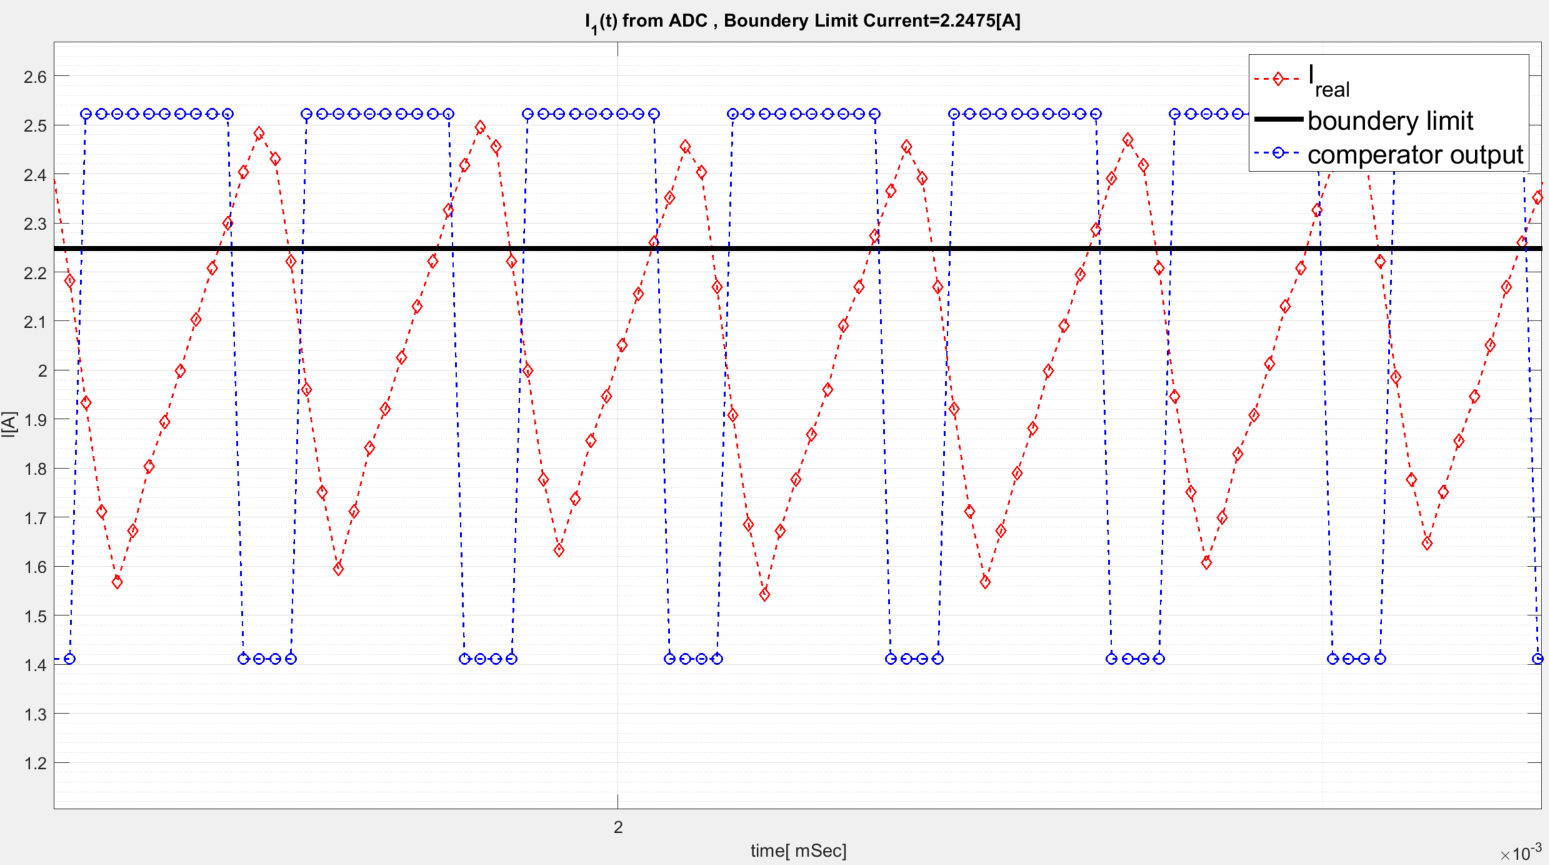 I1(t) from ADC , Boundery Limit Current=2.2475[A]
Ireal
boundery limit
comperator output
2.6
2.5
2.4
2.3
2.2
2.1
2
1.9
1.8
1.7
1.6
1.5
1.4
1.3
1.2
I[A]
2
time[ mSec]
×10-3